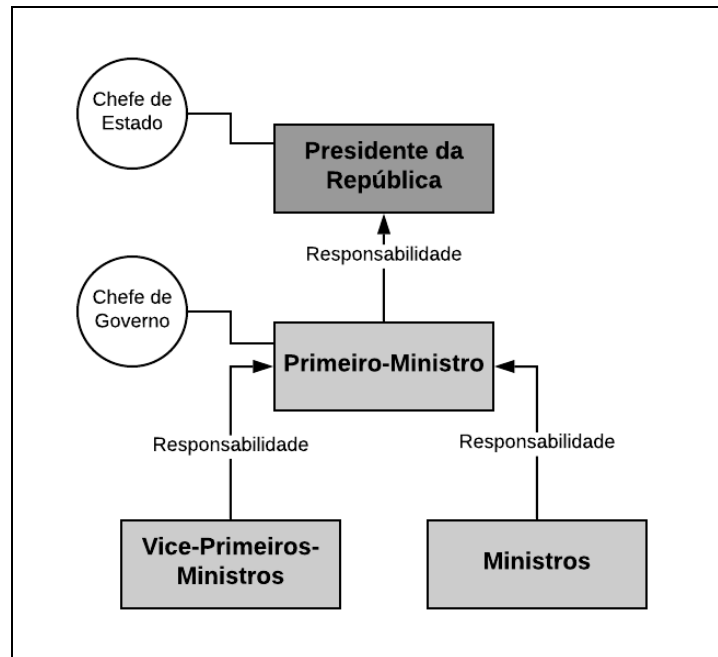 Chefe de
Estado
Presidente da
República
Responsabilidade
Chefe de
Governo
Primeiro-Ministro
Responsabilidade
Responsabilidade
Vice-Primeiros-
Ministros
Ministros